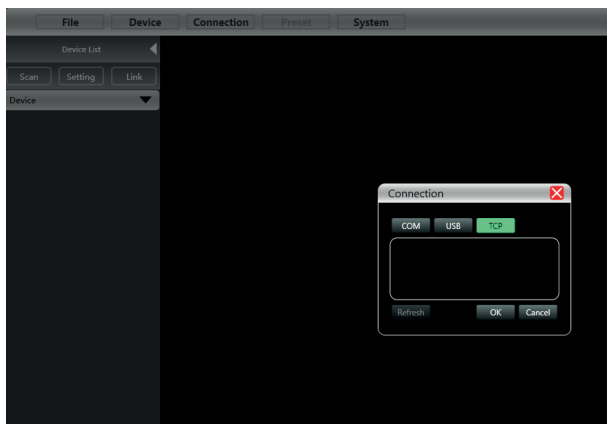 File Device Connection Preset System
Device List
Scan Setting Link
Device
Connection
COM USB TCP
Refresh OK Cancel